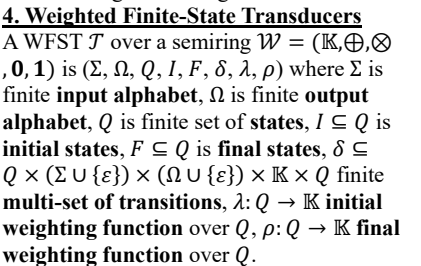 4. Weighted Finite-State Transducers
A WFST 𝒯 over a semiring 𝒲 = (𝕂,⊕,⊗
, 𝟎, 𝟏) is (Σ, Ω, 𝑄, 𝐼, 𝐹, 𝛿, 𝜆, 𝜌) where Σ is
finite input alphabet, Ω is finite output
alphabet, 𝑄 is finite set of states, 𝐼 ⊆ 𝑄 is
initial states, 𝐹 ⊆ 𝑄 is final states, 𝛿 ⊆
𝑄 × (Σ ∪ {𝜀}) × (Ω ∪ {𝜀}) × 𝕂 × 𝑄 finite
multi-set of transitions, 𝜆: 𝑄 → 𝕂 initial
weighting function over 𝑄, 𝜌: 𝑄 → 𝕂 final
weighting function over 𝑄.